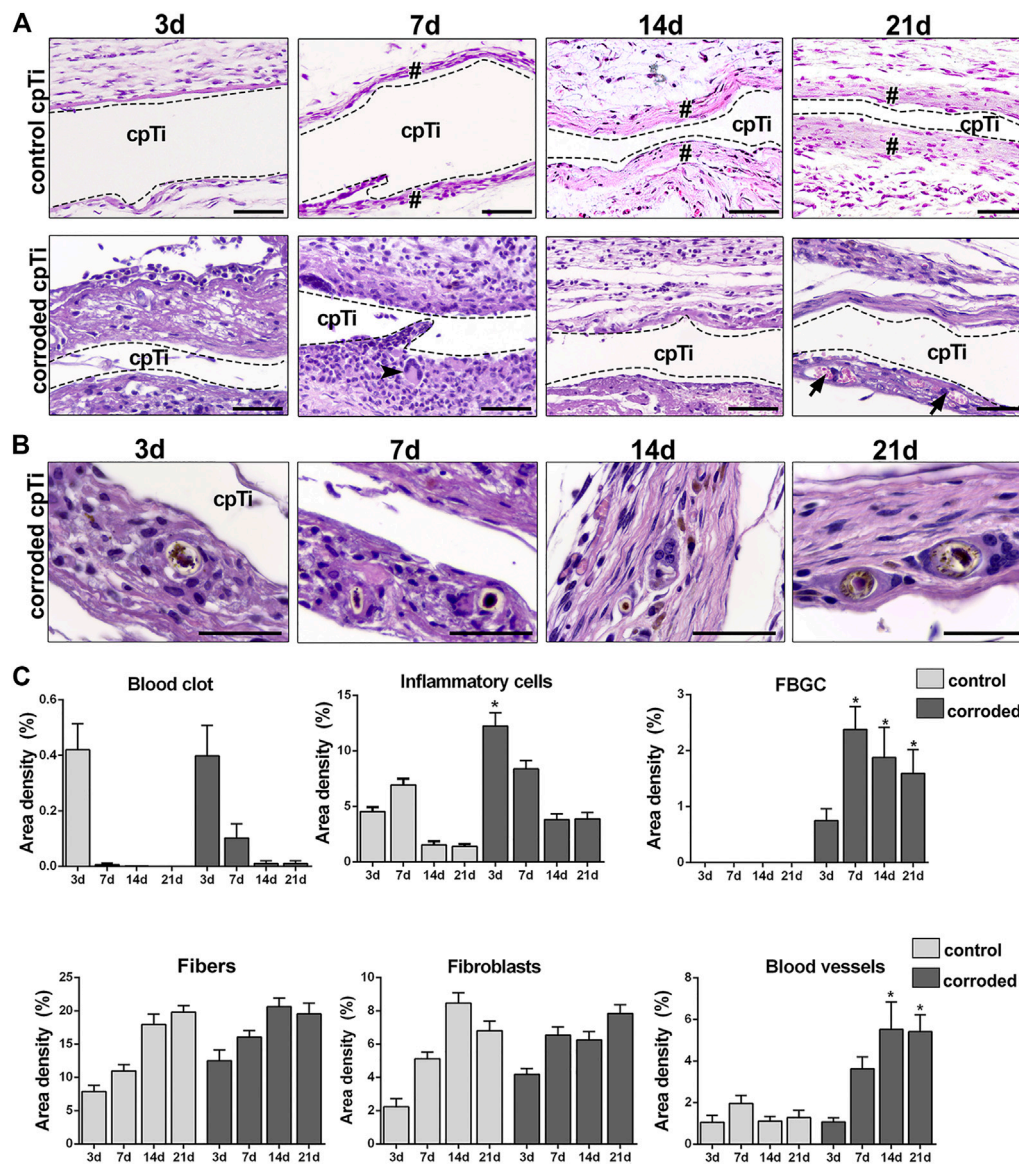 A
3d
7d
14d
21d
control cpTi
cpTi
#
cpTi
#
#
cpTi
#
#
cpTi
#
corroded cpTi
cpTi
cpTi
cpTi
cpTi
B
3d
7d
14d
21d
corroded cpTi
cpTi
C
Blood clot
Area density (%)
0.6
0.4
0.2
0.0
3d 7d 14d 21d 3d 7d 14d 21d
Inflammatory cells
Area density (%)
15
10
5
0
*
3d 7d 14d 21d 3d 7d 14d 21d
FBGC
control
corroded
Area density (%)
3
2
1
0
* * *
3d 7d 14d 21d 3d 7d 14d 21d
Fibers
Area density (%)
25
20
15
10
5
0
3d 7d 14d 21d 3d 7d 14d 21d
Fibroblasts
Area density (%)
8
6
4
2
0
3d 7d 14d 21d 3d 7d 14d 21d
Blood vessels
control
corroded
Area density (%)
8
6
4
2
0
* *
3d 7d 14d 21d 3d 7d 14d 21d